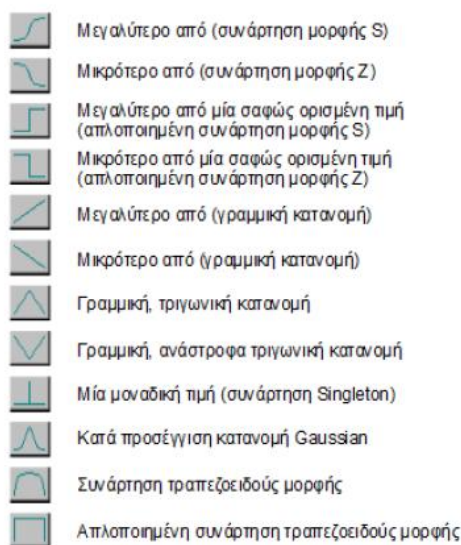 Μεγαλύτερο από (συνάρτηση μορφής S)
Μικρότερο από (συνάρτηση μορφής Z)
Μεγαλύτερο από μία σαφώς ορισμένη τιμή
(απλοποιημένη συνάρτηση μορφής S)
Μικρότερο από μία σαφώς ορισμένη τιμή
(απλοποιημένη συνάρτηση μορφής Z)
Μεγαλύτερο από (γραμμική κατανομή)
Μικρότερο από (γραμμική κατανομή)
Γραμμική, τριγωνική κατανομή
Γραμμική, ανάστροφα τριγωνική κατανομή
Μία μοναδική τιμή (συνάρτηση Singleton)
Κατά προσέγγιση κατανομή Gaussian
Συνάρτηση τραπεζοειδούς μορφής
Απλοποιημένη συνάρτηση τραπεζοειδούς μορφής